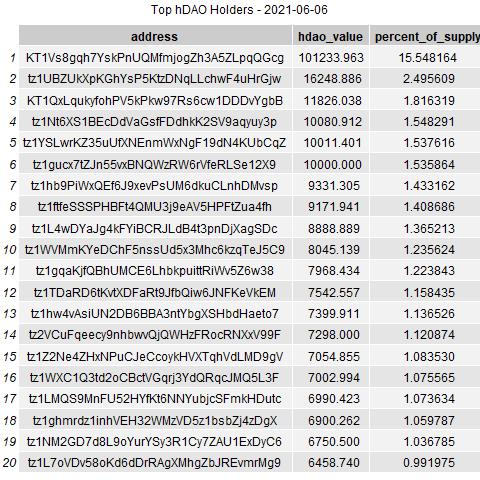 Top hDAO Holders - 2021-06-06
address hdao_value percent_of_supply
1 KT1Vs8gqh7YskPnUQMfmjogZh3A5ZLpqQGcg 101233.963 15.548164
2 tz1UBZUkXpKGhYsP5KtzDNqLLchwF4uHrGjw 16248.886 2.495609
3 KT1QxLqukyfohPV5kPkw97Rs6cw1DDDvYgbB 11826.038 1.816319
4 tz1Nt6XS1BEcDdVaGsfFDdhkK2SV9aqyuy3p 10080.912 1.548291
5 tz1YSLwrKZ35uUfXNEnmWxNgF19dN4KUbCqZ 10011.401 1.537616
6 tz1gucx7tZJn55vxBNQWzRW6rVfeRLSe12X9 10000.000 1.535864
7 tz1hb9PiWxQEf6J9xevPsUM6dkuCLnhDMvsp 9331.305 1.433162
8 tz1ftfeSSSPHBFt4QMU3j9eAV5HPFtZua4fh 9171.941 1.408686
9 tz1L4wDYaJg4kFYiBCRJLdB4t3pnDjXagSDc 8888.889 1.365213
10 tz1WVMmKYeDChF5nssUd5x3Mhc6kzqTeJ5C9 8045.139 1.235624
11 tz1gqaKjfQBhUMCE6LhbkpuittRiWv5Z6w38 7968.434 1.223843
12 tz1TDaRD6tKvtXDFaRt9JfbQiw6JNFKeVkEM 7542.557 1.158435
13 tz1hw4vAsiUN2DB6BBA3ntYbgXSHbdHaeto7 7399.911 1.136526
14 tz2VCuFqeecy9nhbwvQjQWHzFRocRNXxV99F 7298.000 1.120874
15 tz1Z2Ne4ZHxNPuCJeCcoykHVXTqhVdLMD9gV 7054.855 1.083530
16 tz1WXC1Q3td2oCBctVGqrj3YdQRqcJMQ5L3F 7002.994 1.075565
17 tz1LMQS9MnFU52HYfKt6NNYubjcSFmkHDutc 6990.423 1.073634
18 tz1ghmrdz1inhVEH32WMzVD5z1bsbZj4zDgX 6900.262 1.059787
19 tz1NM2GD7d8L9oYurYSy3R1Cy7ZAU1ExDyC6 6750.500 1.036785
20 tz1L7oVDv58oKd6dDrRAgXMhgZbJREvmrMg9 6458.740 0.991975